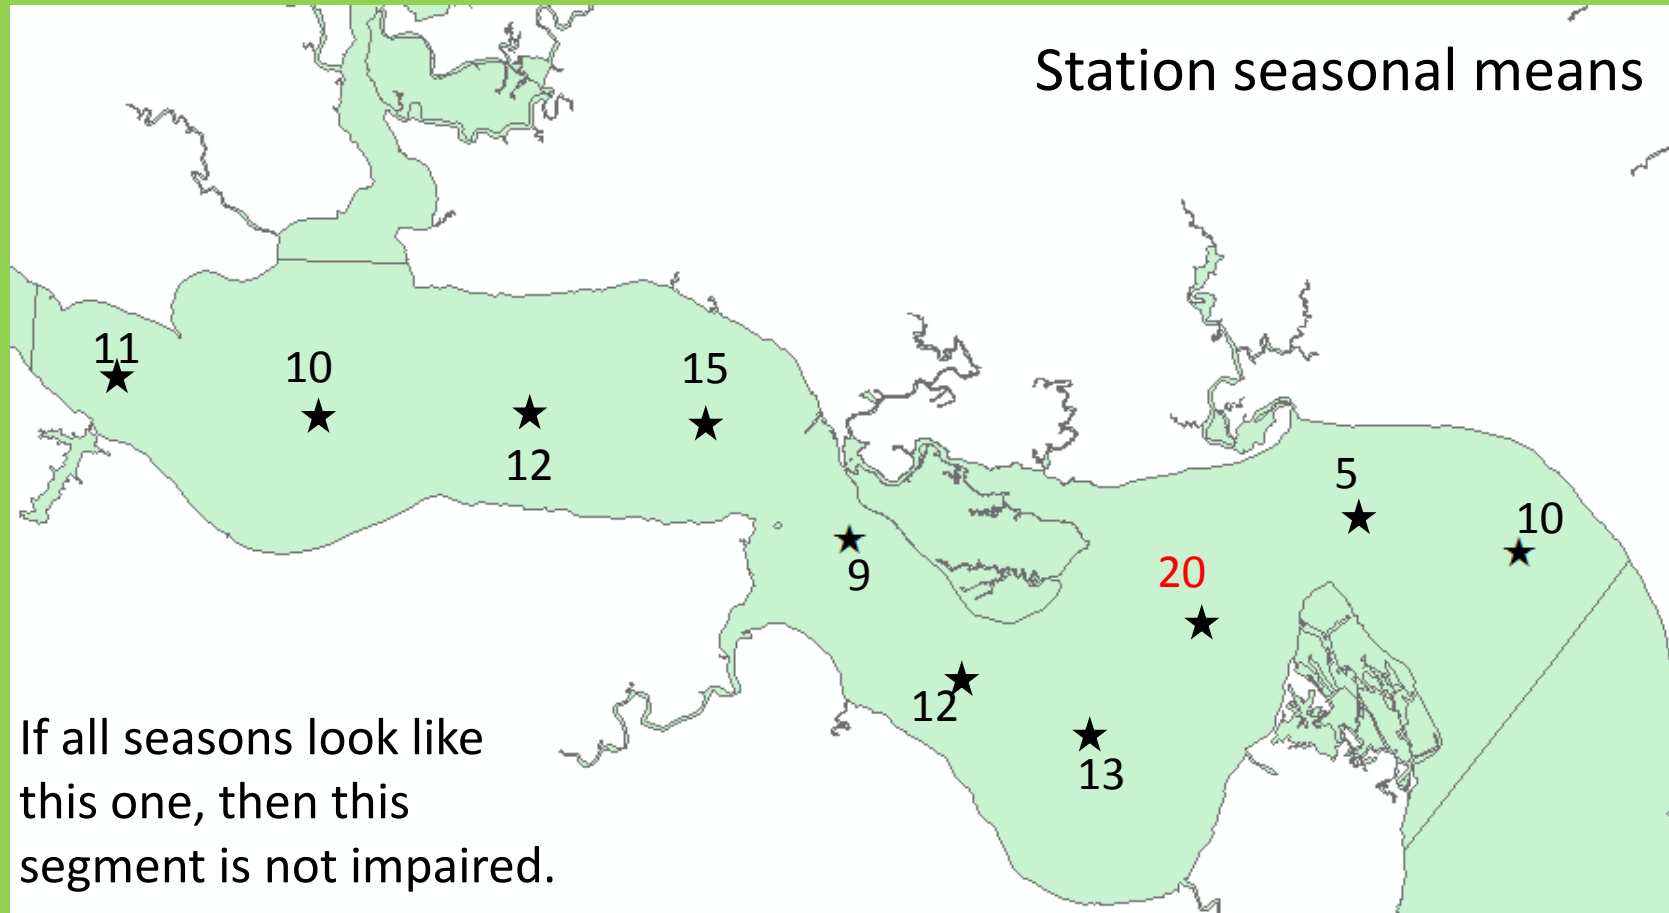 Station seasonal means
11
10
15
12
5
10
9
20
12
13
If all seasons look like
this one, then this
segment is not impaired.